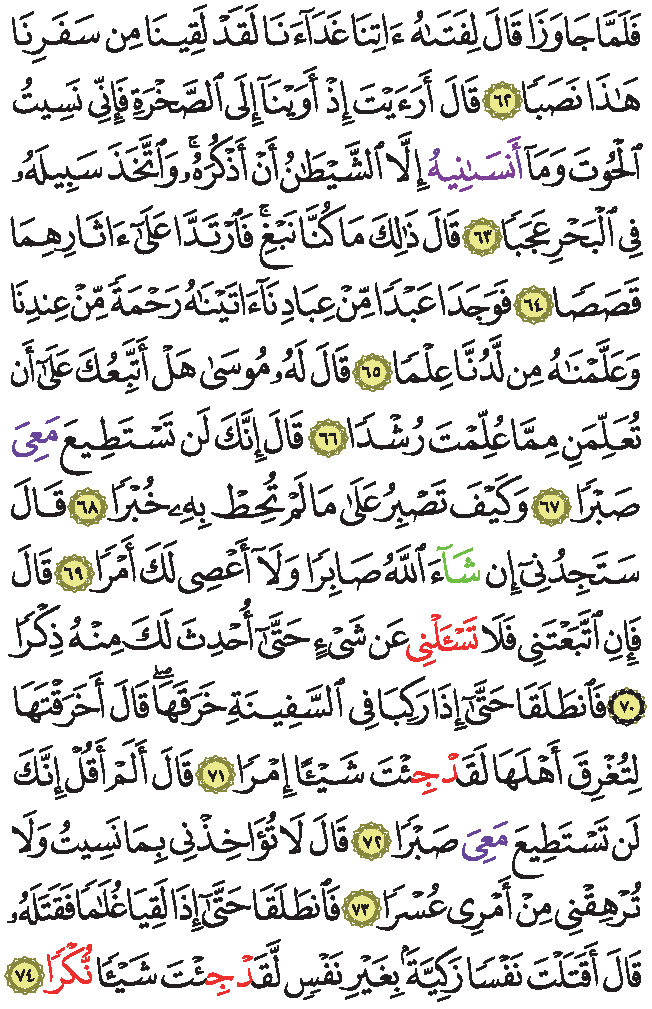 فَلَمَّا جَاوَزَا قَالَ لِفَتَىٰهُ ءَاتِنَا غَدَآءَنَا لَقَدْ لَقِينَا مِن سَفَرِنَا
هَٰذَا نَصَبًا ٦٢ قَالَ أَرَءَيْتَ إِذْ أَوَيْنَآ إِلَى ٱلصَّخْرَةِ فَإِنِّي نَسِيتُ
ٱلْحُوتَ وَمَآ أَنسَىٰنِيهُ إِلَّا ٱلشَّيْطَٰنُ أَنْ أَذْكُرَهُۥۚ وَٱتَّخَذَ سَبِيلَهُۥ
فِي ٱلْبَحْرِ عَجَبًا ٦٣ قَالَ ذَٰلِكَ مَا كُنَّا نَبْغِۚ فَٱرْتَدَّا عَلَىٰٓ ءَاثَارِهِمَا
قَصَصًا ٦٤ فَوَجَدَا عَبْدًا مِّنْ عِبَادِنَآ ءَاتَيْنَٰهُ رَحْمَةً مِّنْ عِندِنَا
وَعَلَّمْنَٰهُ مِن لَّدُنَّا عِلْمًا ٦٥ قَالَ لَهُۥ مُوسَىٰ هَلْ أَتَّبِعُكَ عَلَىٰٓ أَن
تُعَلِّمَنِ مِمَّا عُلِّمْتَ رُشْدًا ٦٦ قَالَ إِنَّكَ لَن تَسْتَطِيعَ مَعِيَ
صَبْرًا ٦٧ وَكَيْفَ تَصْبِرُ عَلَىٰ مَا لَمْ تُحِطْ بِهِۦ خُبْرًا ٦٨ قَالَ
سَتَجِدُنِيٓ إِن شَآءَ ٱللَّهُ صَابِرًا وَلَآ أَعْصِي لَكَ أَمْرًا ٦٩ قَالَ
فَإِنِ ٱتَّبَعْتَنِي فَلَا تَسْـَٔلْنِي عَن شَيْءٍ حَتَّىٰٓ أُحْدِثَ لَكَ مِنْهُ ذِكْرًا
٧٠ فَٱنطَلَقَا حَتَّىٰٓ إِذَا رَكِبَا فِي ٱلسَّفِينَةِ خَرَقَهَاۖ قَالَ أَخَرَقْتَهَا
لِتُغْرِقَ أَهْلَهَا لَقَدْ جِئْتَ شَيْـًٔا إِمْرًا ٧١ قَالَ أَلَمْ أَقُلْ إِنَّكَ
لَن تَسْتَطِيعَ مَعِيَ صَبْرًا ٧٢ قَالَ لَا تُؤَاخِذْنِي بِمَا نَسِيتُ وَلَا
تُرْهِقْنِي مِنْ أَمْرِي عُسْرًا ٧٣ فَٱنطَلَقَا حَتَّىٰٓ إِذَا لَقِيَا غُلَٰمًا فَقَتَلَهُۥ
قَالَ أَقَتَلْتَ نَفْسًا زَكِيَّةًۢ بِغَيْرِ نَفْسٍ لَّقَدْ جِئْتَ شَيْـًٔا نُّكْرًا ٧٤